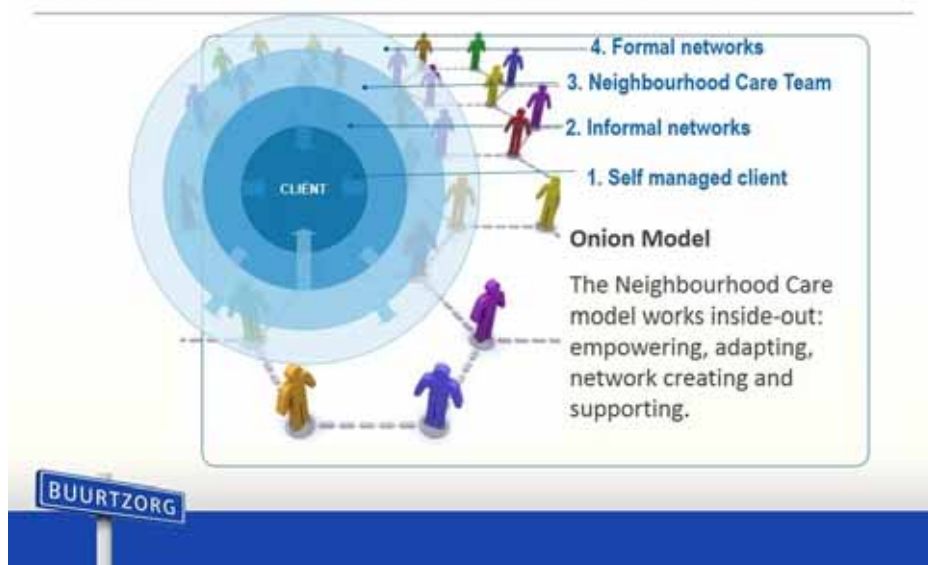 4. Formal networks
3. Neighbourhood Care Team
2. Informal networks
1. Self managed client
CLIËNT
Onion Model
The Neighbourhood Care
model works inside-out:
empowering, adapting,
network creating and
supporting.
BUURTZORG